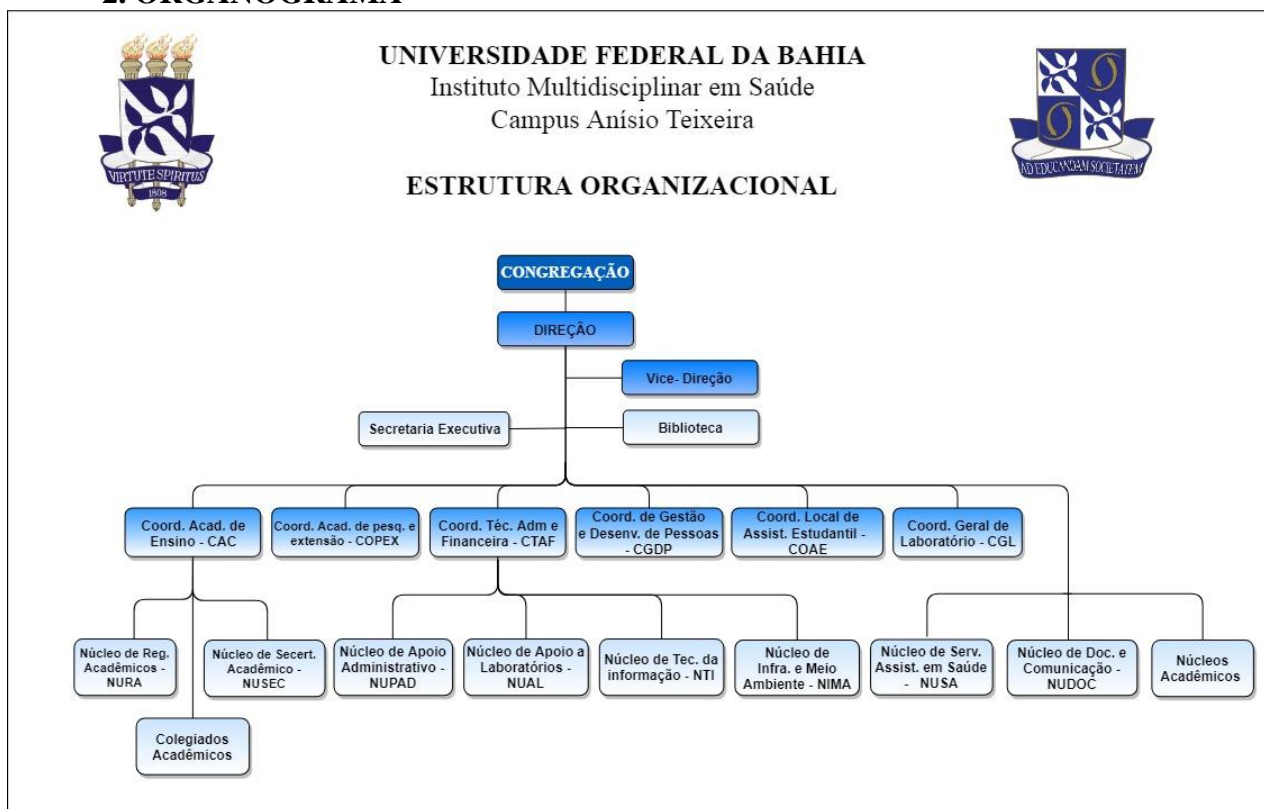 2. ORGANOGRAMA
UNIVERSIDADE FEDERAL DA BAHIA
Instituto Multidisciplinar em Saúde
Campus Anísio Teixeira
VIRTUTE SPIRITUS
1808
AD EDUCANDAM SOCIETATEM
ESTRUTURA ORGANIZACIONAL
CONGREGAÇÃO
DIREÇÃO
Vice- Direção
Secretaria Executiva
Biblioteca
Coord. Acad. de
Ensino - CAC
Coord. Acad. de pesq. e
extensão - COPEX
Coord. Téc. Adm e
Financeira - CTAF
Coord. de Gestão
e Desenv. de Pessoas
- CGDP
Coord. Local de
Assist. Estudantil -
COAE
Coord. Geral de
Laboratório - CGL
Núcleo de Reg.
Acadêmicos -
NURA
Núcleo de Secert.
Acadêmico -
NUSEC
Núcleo de Apoio
Administrativo -
NUPAD
Núcleo de Apoio a
Laboratórios -
NUAL
Núcleo de Tec. da
informação - NTI
Núcleo de
Infra. e Meio
Ambiente - NIMA
Núcleo de Serv.
Assist. em Saúde
- NUSA
Núcleo de Doc. e
Comunicação -
NUDOC
Núcleos
Acadêmicos
Colegiados
Acadêmicos